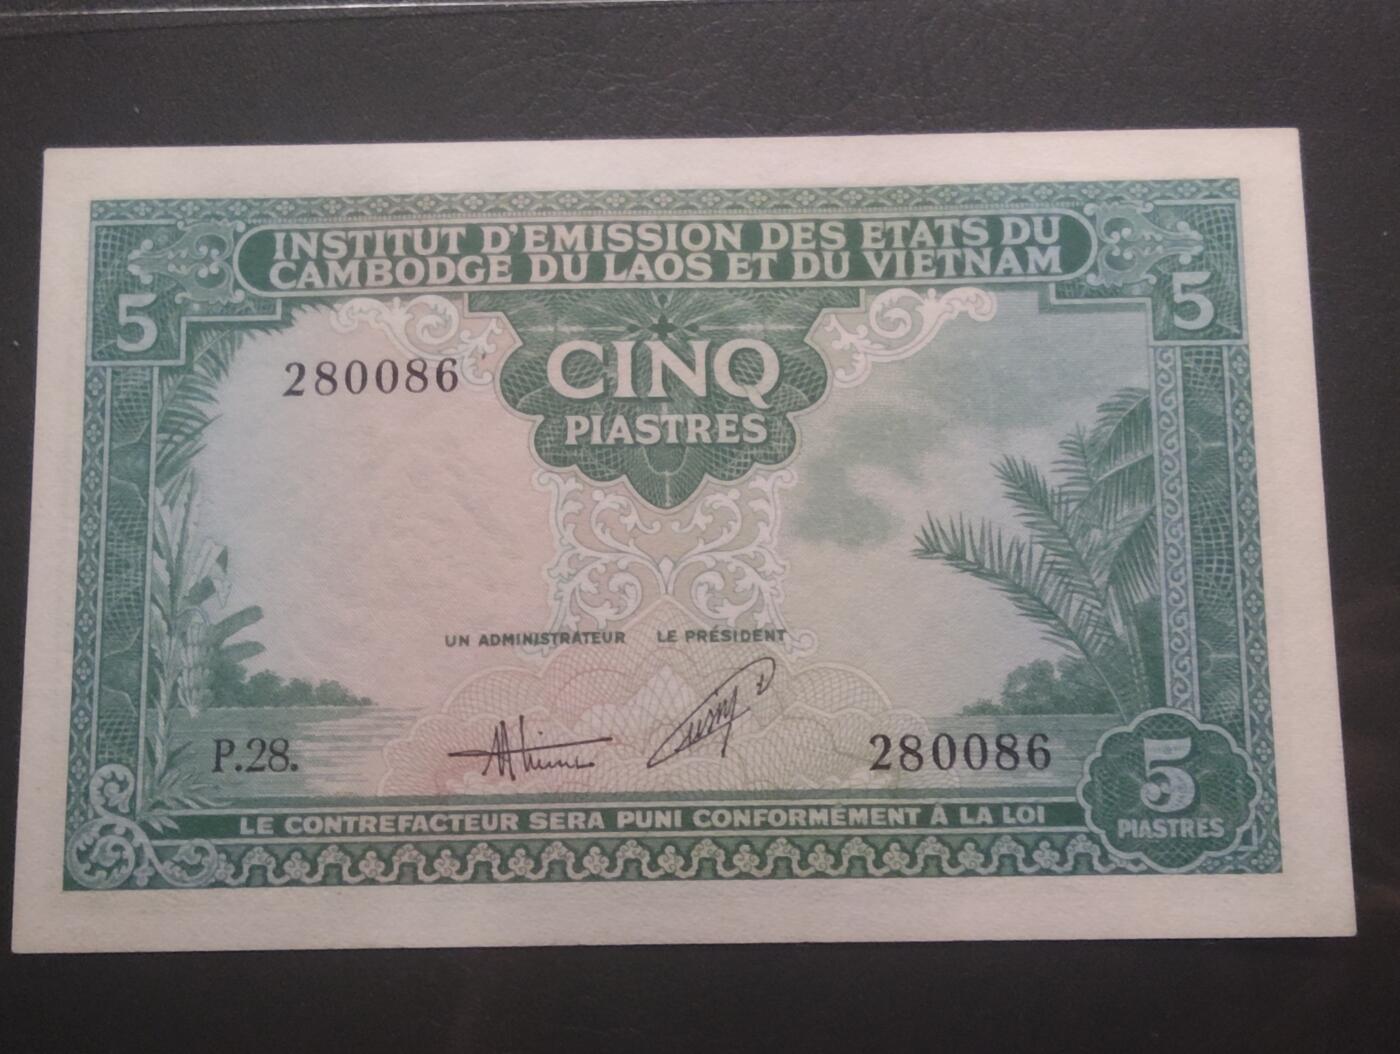 INSTITUT D'EMISSION DES ETATS DU
CAMBODGE DU LAOS ET DU VIETNAM
5
5
280086
CINQ
PIASTRES
UN ADMINISTRATEUR LE PRÉSIDENT
P.28.
280086
5
PIASTRES
LE CONTREFACTEUR SERA PUNI CONFORMÉMENT À LA LOI